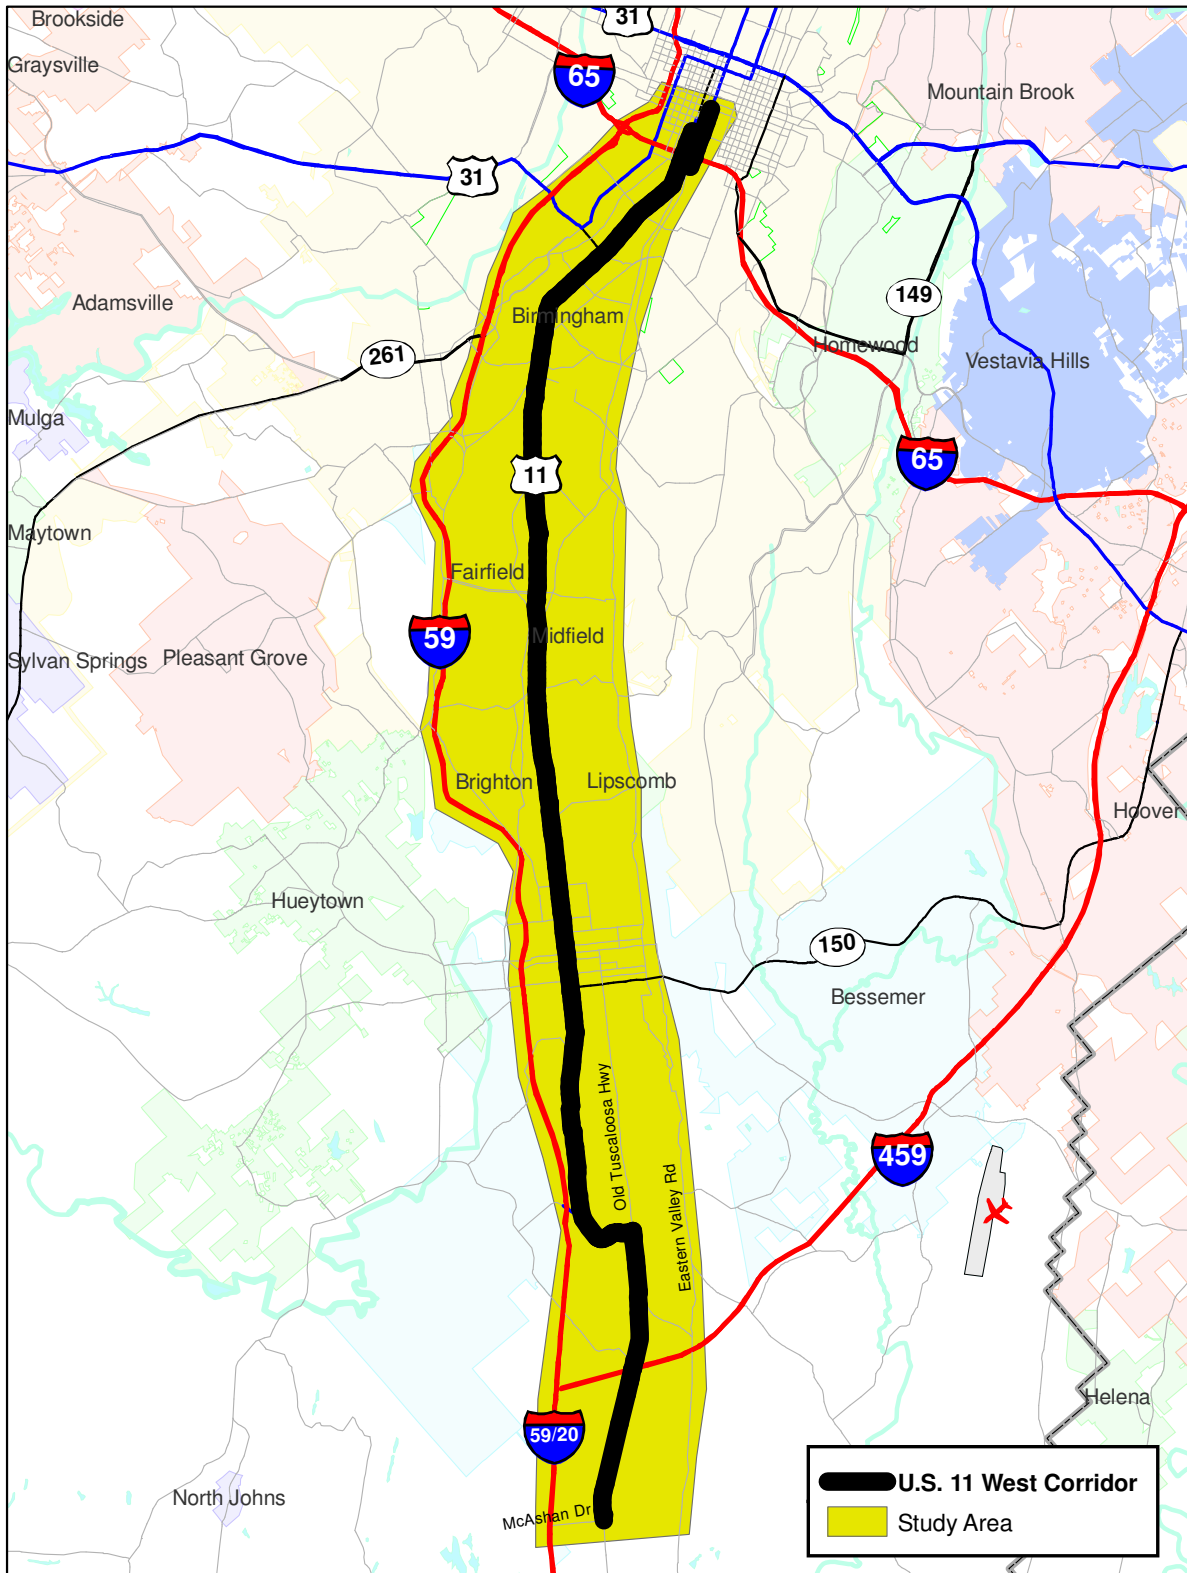 Brookside
31
Graysville
65
Mountain Brook
31
149
Adamsville
Birmingham
261
Homewood
Vestavia Hills
Mulga
65
11
Maytown
Fairfield
59
Midfield
Sylvan Springs
Pleasant Grove
Brighton
Lipscomb
Hoover
Hueytown
150
Bessemer
Old Tuscaloosa Hwy
459
Eastern Valley Rd
Helena
59/20
North Johns
McAshan Dr
U.S. 11 West Corridor
Study Area